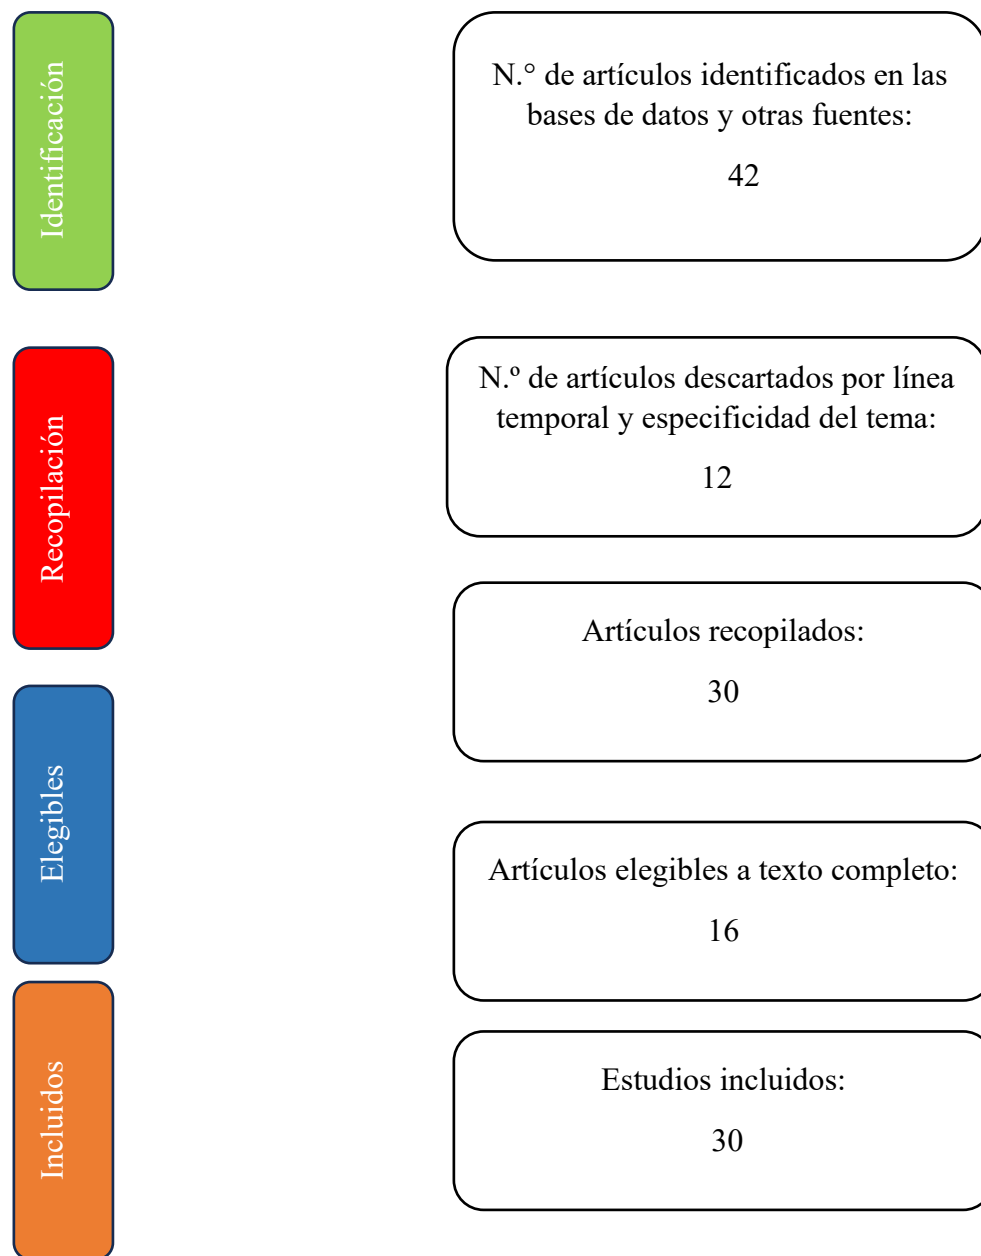 Identificación
N.° de artículos identificados en las
bases de datos y otras fuentes:
42
Recopilación
N.º de artículos descartados por línea
temporal y especificidad del tema:
12
Artículos recopilados:
30
Elegibles
Artículos elegibles a texto completo:
16
Incluidos
Estudios incluidos:
30